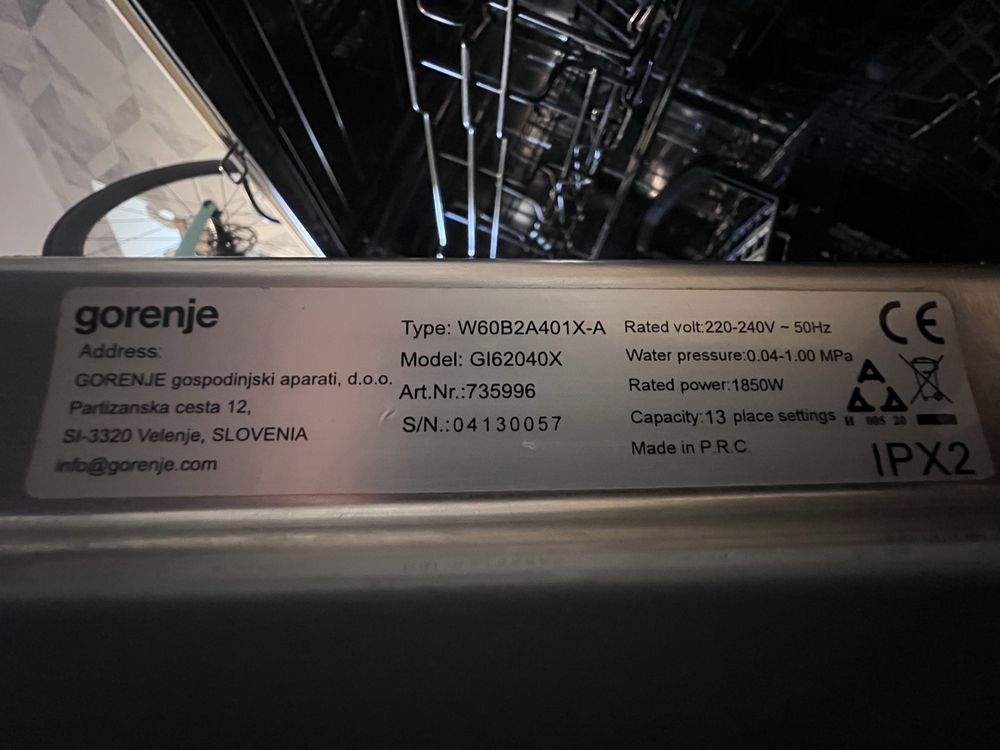 gorenje
Address:
GORENJE gospodinjski aparati, d.o.o.
Partizanska cesta 12,
SI-3320 Velenje, SLOVENIA
info@gorenje.com
Type: W60B2A401X-A
Model: GI62040X
Art.Nr.:735996
S/N.:04130057
Rated volt:220-240V ~ 50Hz
Water pressure:0.04-1.00 MPa
Rated power:1850W
Capacity:13 place settings
Made in P.R.C.
CE
H 005 20
IPX2